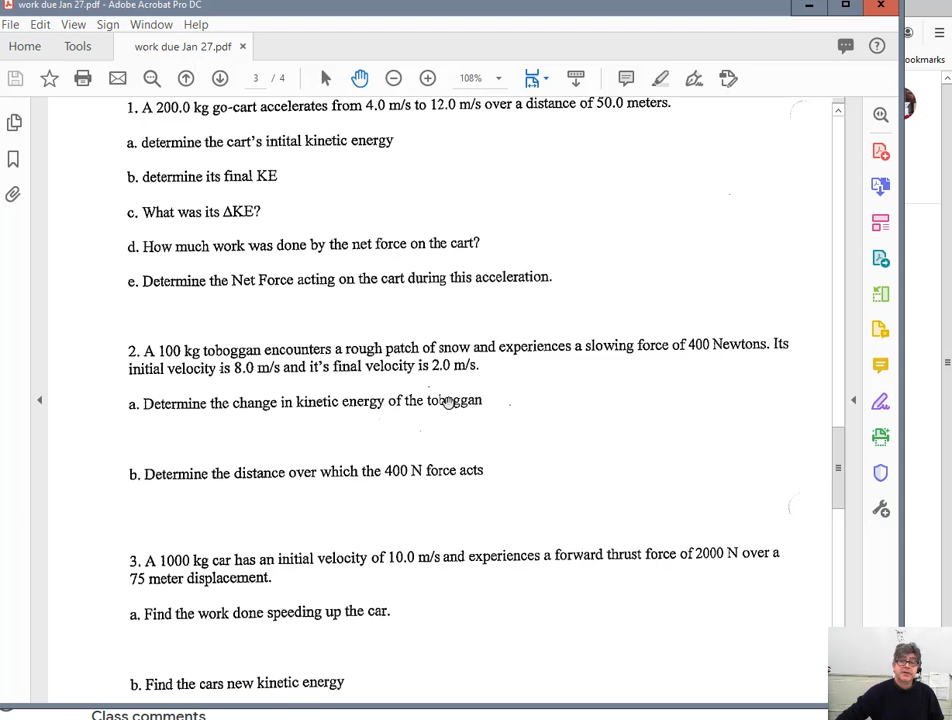 work due Jan 27.pdf - Adobe Acrobat Pro DC
File Edit View Sign Window Help
Home Tools work due Jan 27.pdf ×
3 / 4 108%
ookmarks
1. A 200.0 kg go-cart accelerates from 4.0 m/s to 12.0 m/s over a distance of 50.0 meters.
a. determine the cart's intital kinetic energy
b. determine its final KE
c. What was its ΔKE?
d. How much work was done by the net force on the cart?
e. Determine the Net Force acting on the cart during this acceleration.
2. A 100 kg toboggan encounters a rough patch of snow and experiences a slowing force of 400 Newtons. Its
initial velocity is 8.0 m/s and it's final velocity is 2.0 m/s.
a. Determine the change in kinetic energy of the toboggan
b. Determine the distance over which the 400 N force acts
3. A 1000 kg car has an initial velocity of 10.0 m/s and experiences a forward thrust force of 2000 N over a
75 meter displacement.
a. Find the work done speeding up the car.
b. Find the cars new kinetic energy
Class comments